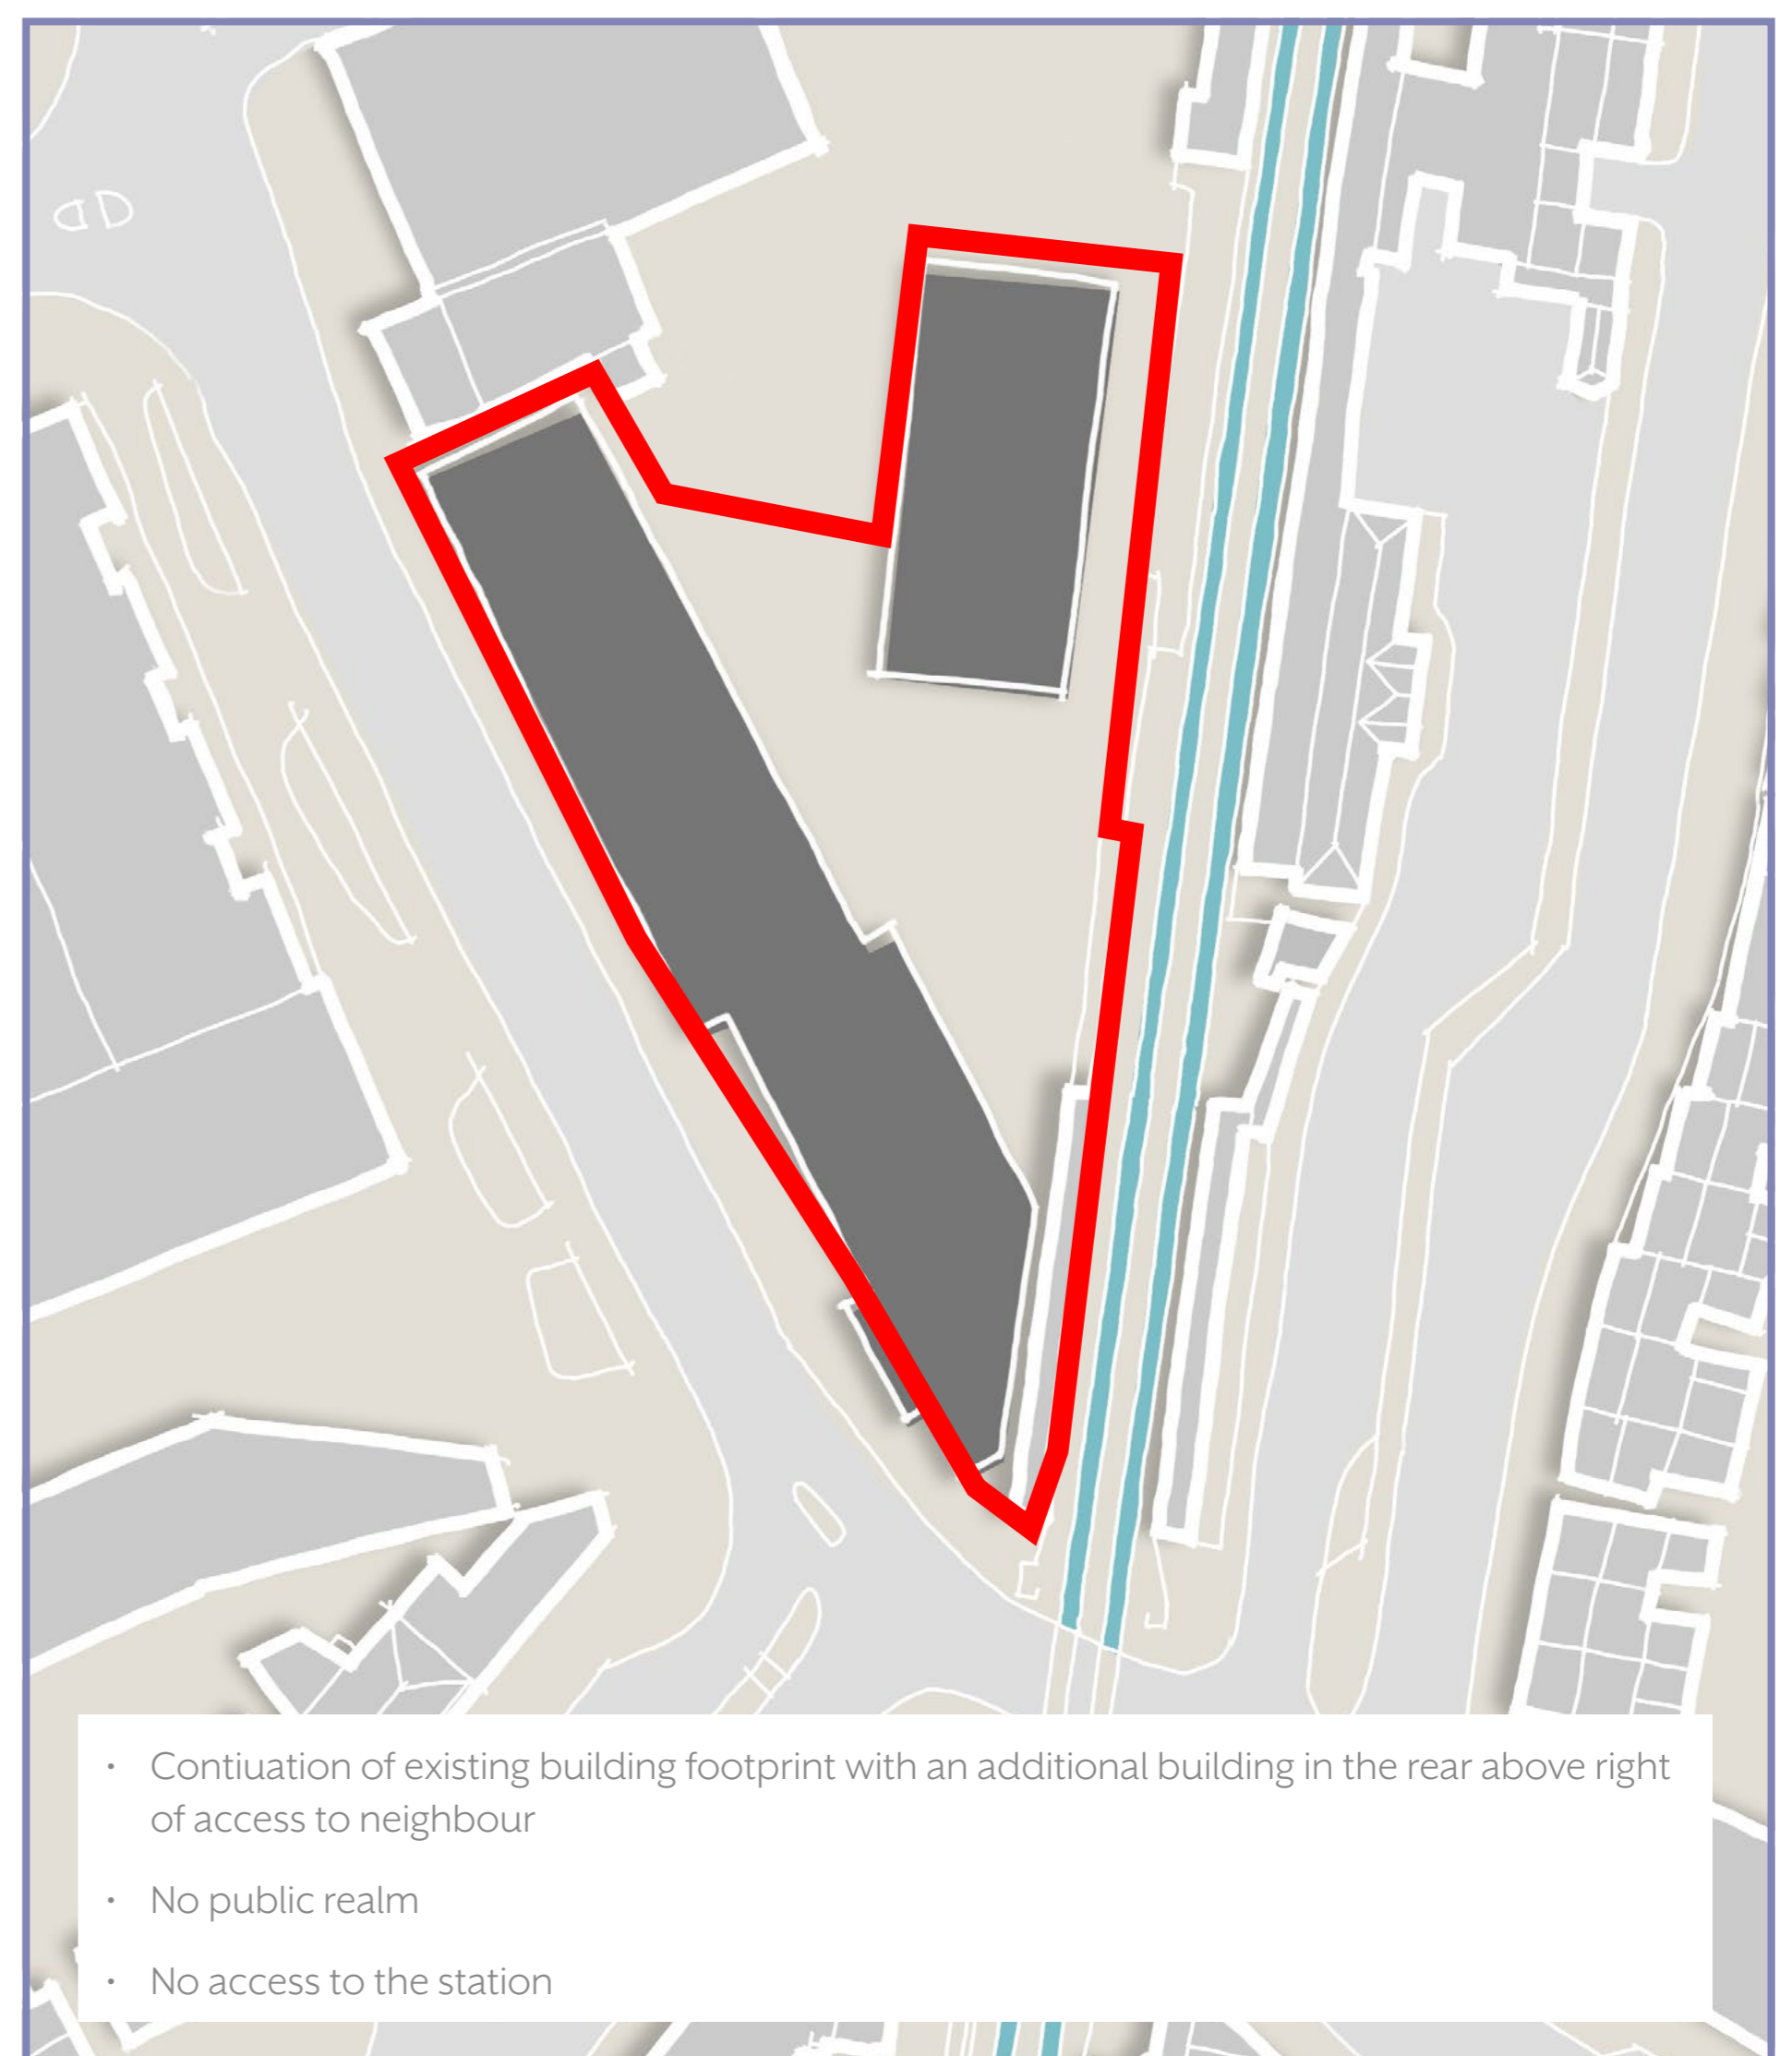 • Contiuation of existing building footprint with an additional building in the rear above right
of access to neighbour
• No public realm
• No access to the station